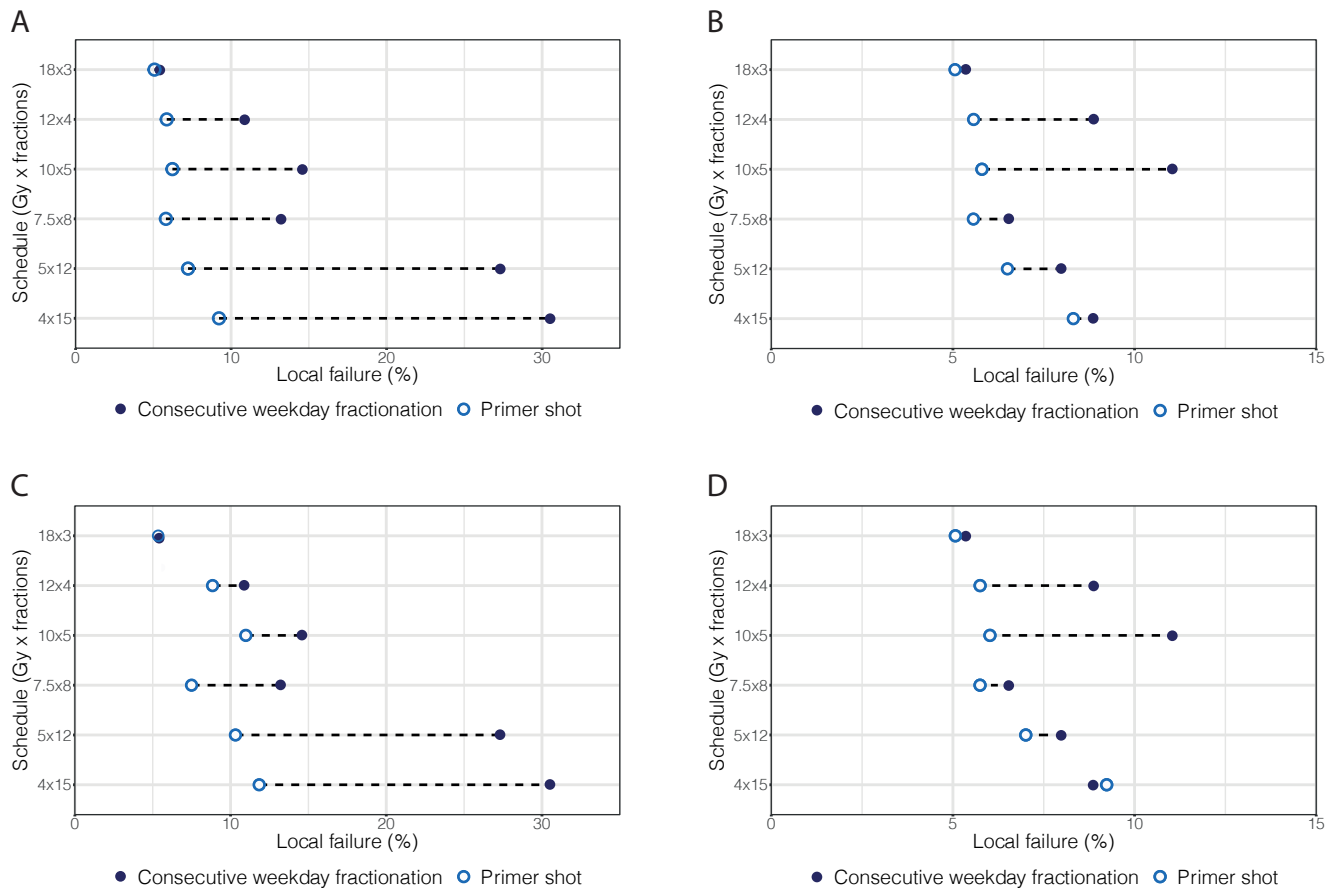 A
Schedule (Gy x fractions)
18x3
12x4
10x5
7.5x8
5x12
4x15
0 10 20 30
Local failure (%)
Consecutive weekday fractionation Primer shot
B
Schedule (Gy x fractions)
18x3
12x4
10x5
7.5x8
5x12
4x15
0 5 10 15
Local failure (%)
Consecutive weekday fractionation Primer shot
C
Schedule (Gy x fractions)
18x3
12x4
10x5
7.5x8
5x12
4x15
0 10 20 30
Local failure (%)
Consecutive weekday fractionation Primer shot
D
Schedule (Gy x fractions)
18x3
12x4
10x5
7.5x8
5x12
4x15
0 5 10 15
Local failure (%)
Consecutive weekday fractionation Primer shot